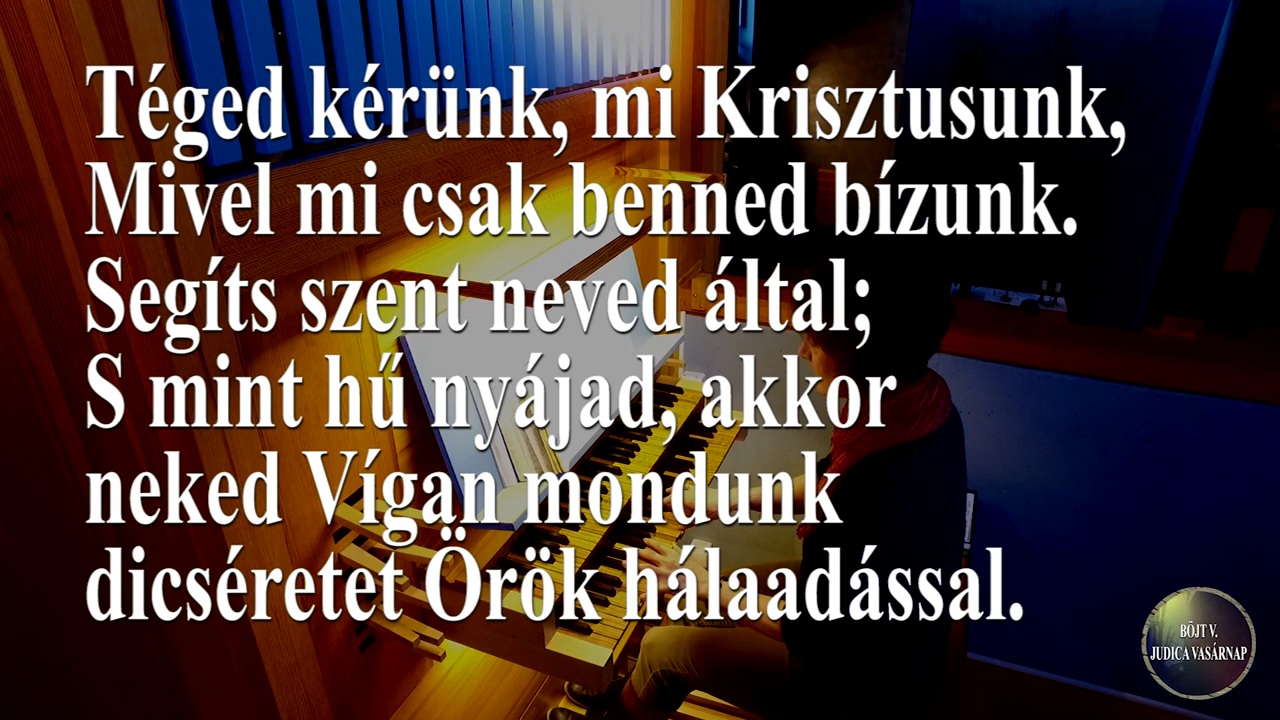 Téged kérünk, mi Krisztusunk,
Mivel mi csak benned bízunk.
Segíts szent neved által;
S mint hű nyájad, akkor
neked Vígan mondunk
dicséretet Örök hálaadással.
BÖJT V.
JUDICA VASÁRNAP